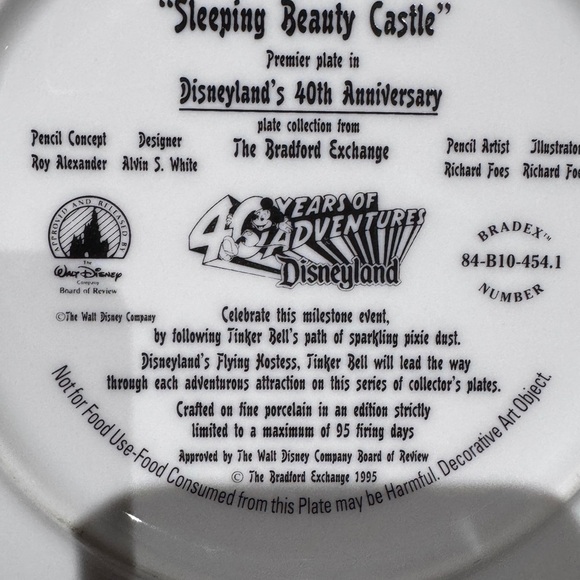 "Sleeping Beauty Castle"
Premier plate in
Disneyland's 40th Anniversary
plate collection from
The Bradford Exchange
Pencil Concept
Roy Alexander
Designer
Alvin S. White
Pencil Artist
Richard Foes
Illustrato
Richard Fo
APPROVED AND RELEASED BY
The
Walt Disney
Company
Board of Review
©The Walt Disney Company
40 YEARS OF
ADVENTURES
Disneyland
BRADEX™
84-B10-454.1
NUMBER
Celebrate this milestone event,
by following Tinker Bell's path of sparkling pixie dust.
Disneyland's Flying Hostess, Tinker Bell will lead the way
through each adventurous attraction on this series of collector's plates.
Crafted on fine porcelain in an edition strictly
limited to a maximum of 95 firing days
Approved by The Walt Disney Company Board of Review
© The Bradford Exchange 1995
Not for Food Use-Food Consumed from this Plate may be Harmful. Decorative Art Object.